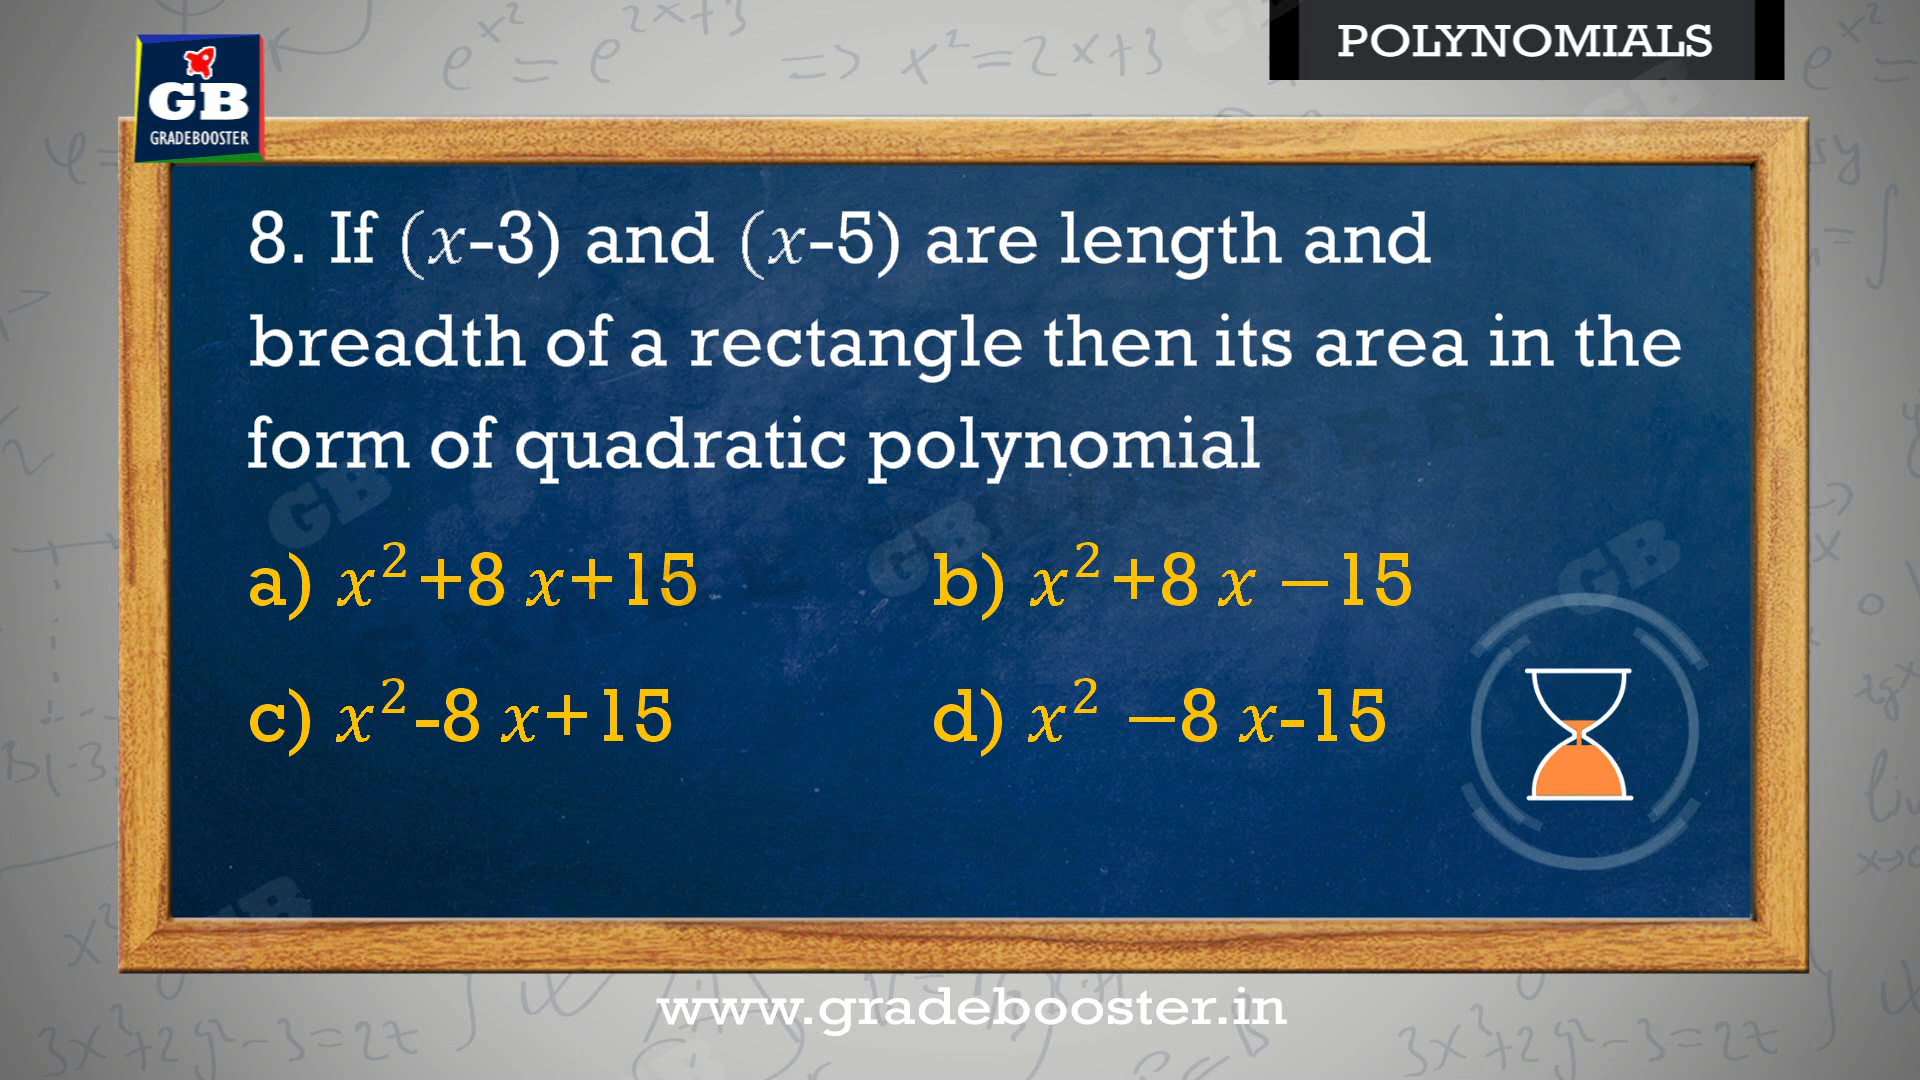 POLYNOMIALS
GB
GRADEBOOSTER
8. If (x-3) and (x-5) are length and
breadth of a rectangle then its area in the
form of quadratic polynomial
a) x²+8 x+15
b) x²+8 x −15
c) x²-8 x+15
d) x² −8 x-15
www.gradebooster.in